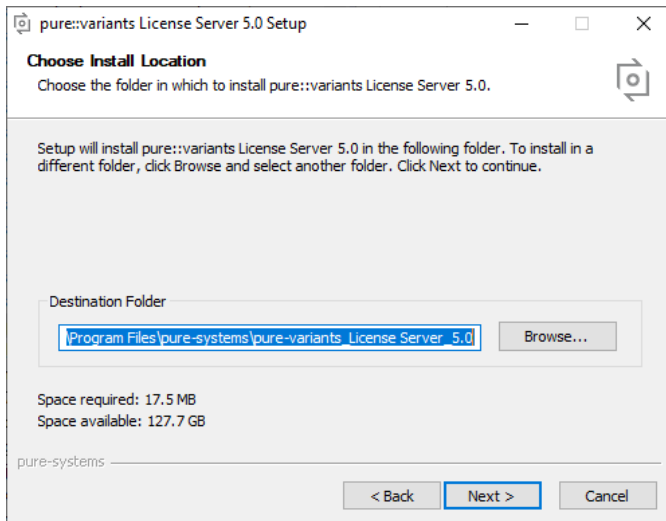 pure::variants License Server 5.0 Setup
Choose Install Location
Choose the folder in which to install pure::variants License Server 5.0.
Setup will install pure::variants License Server 5.0 in the following folder. To install in a
different folder, click Browse and select another folder. Click Next to continue.
Destination Folder
\Program Files\pure-systems\pure-variants_License Server_5.0
Browse...
Space required: 17.5 MB
Space available: 127.7 GB
pure-systems
< Back
Next >
Cancel